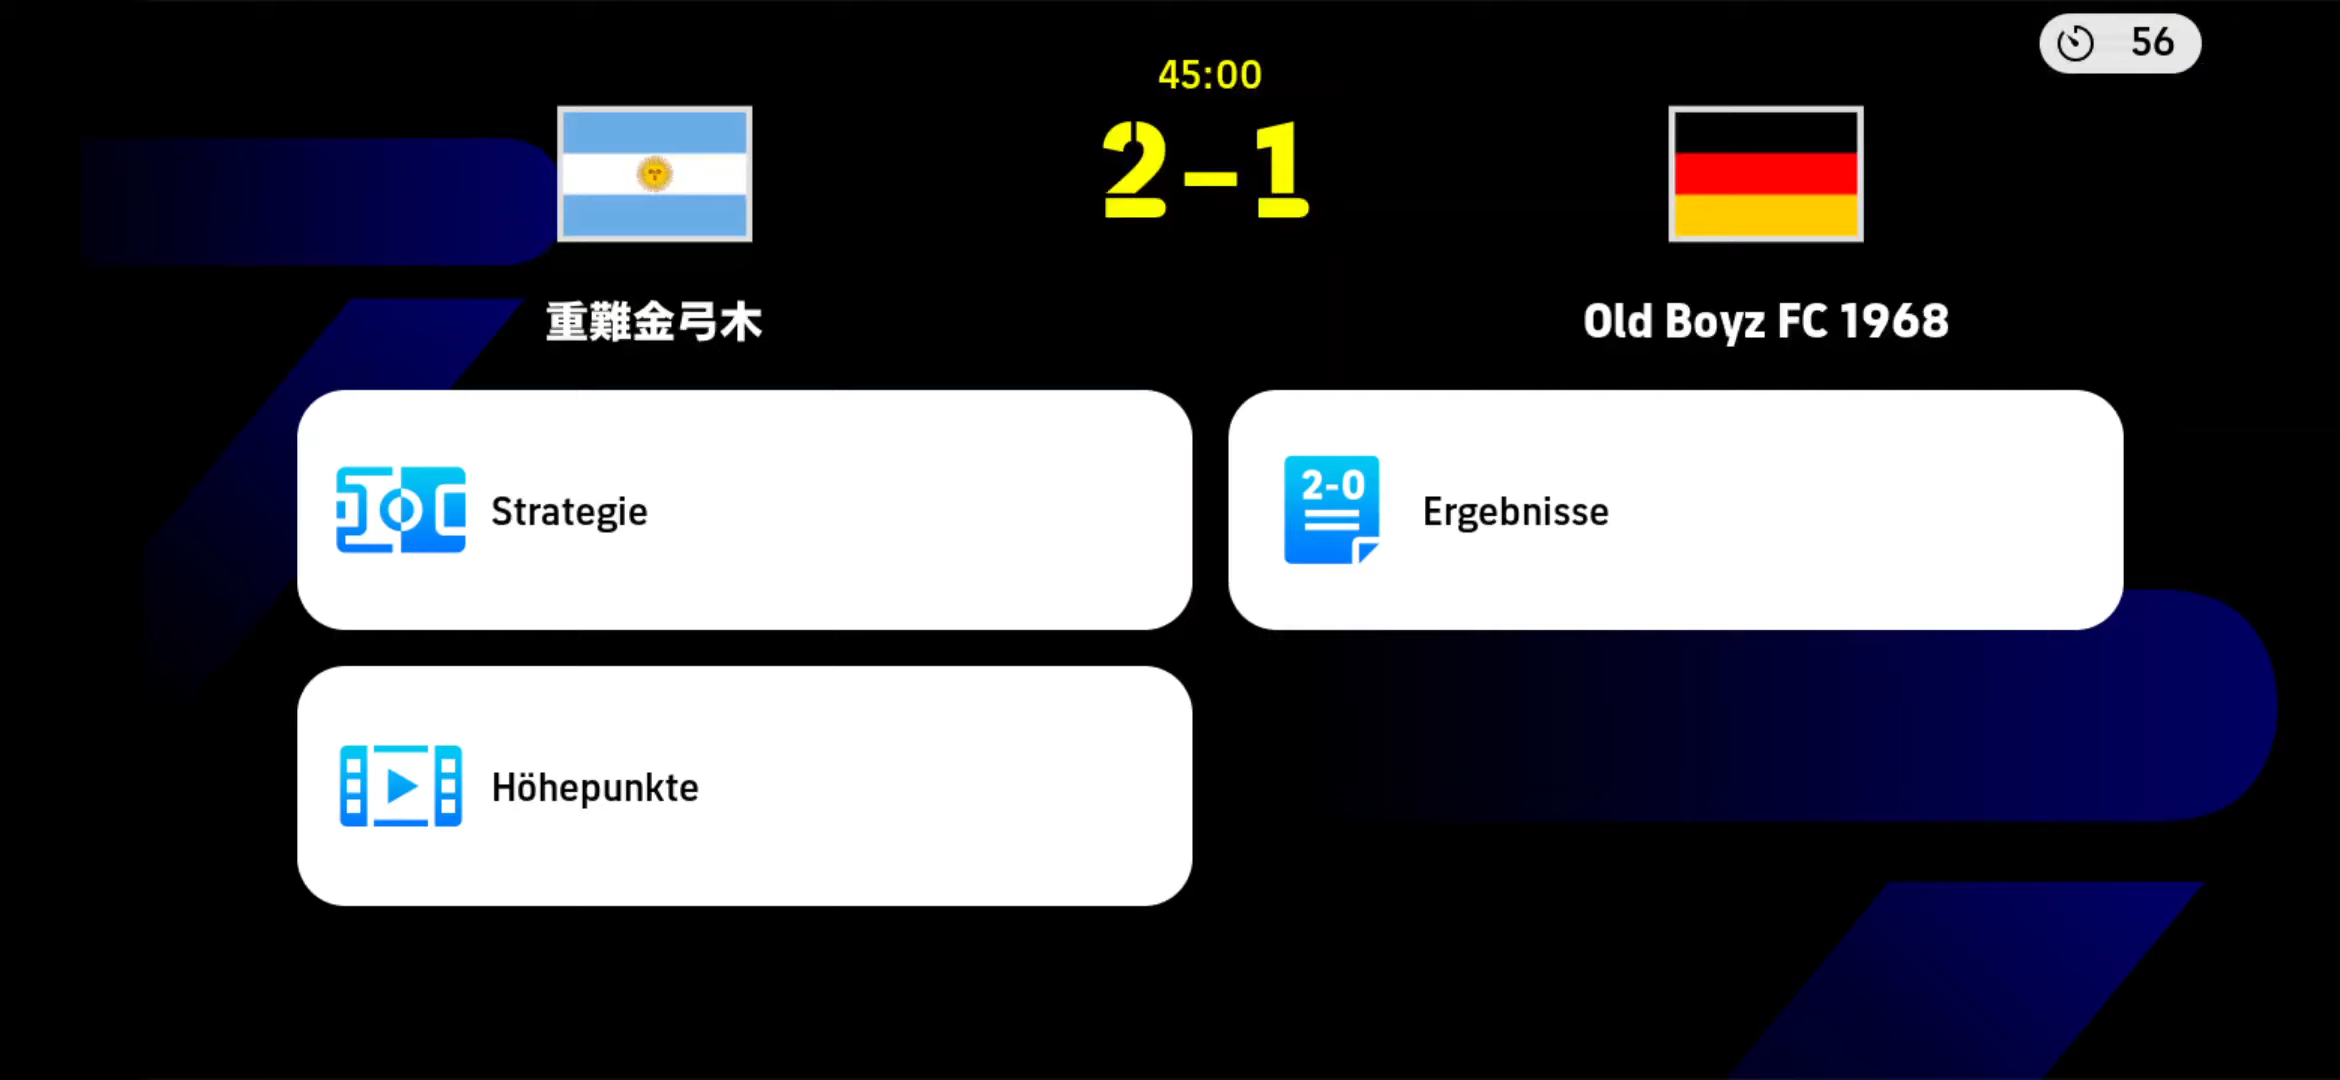 56
45:00
2-1
重難金弓木
Old Boyz FC 1968
Strategie
2-0
Ergebnisse
Höhepunkte